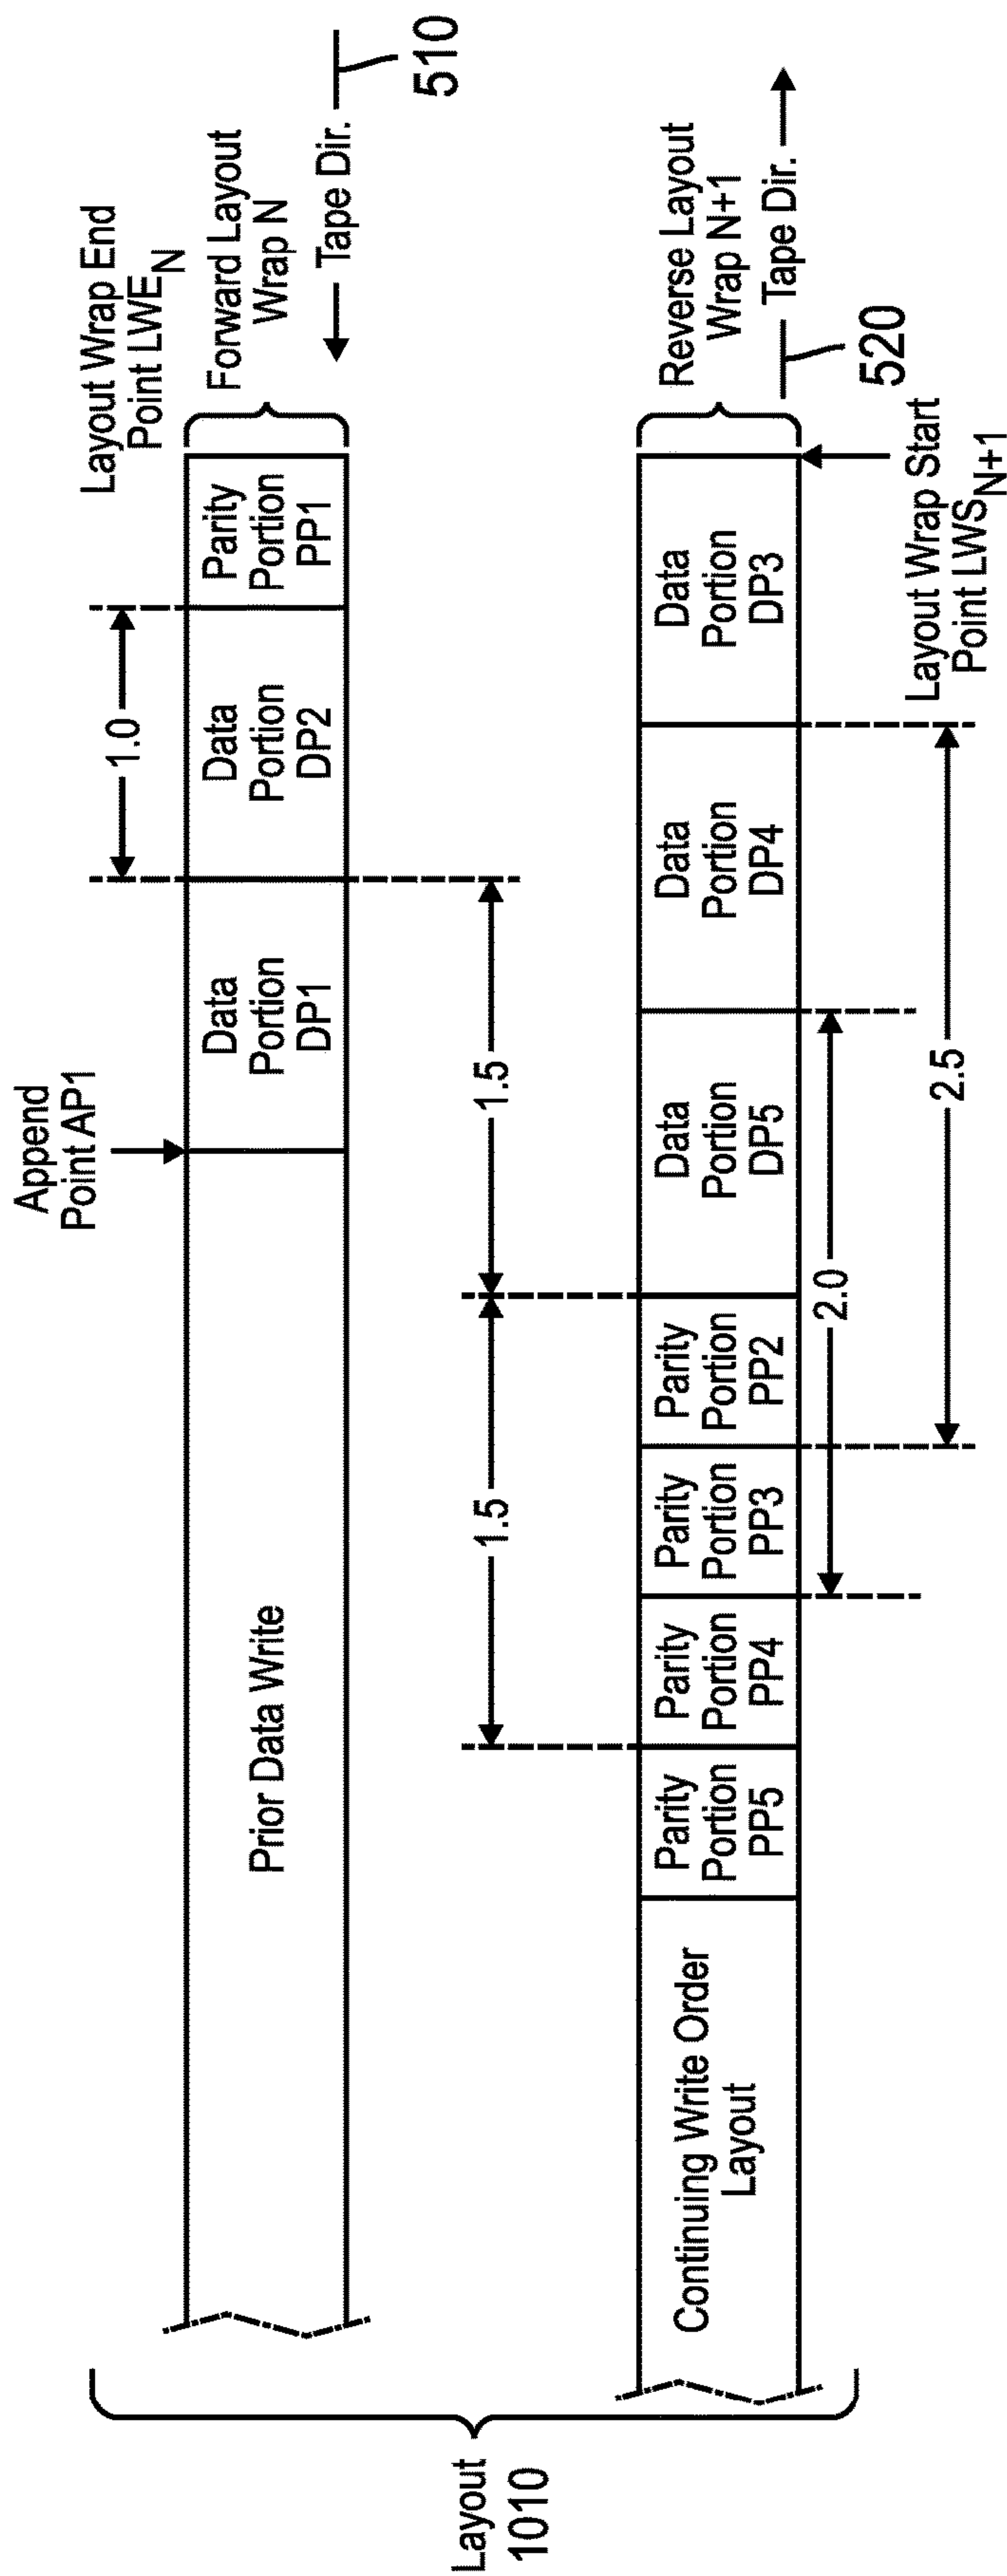 Layout Wrap End
Point LWE_N
Forward Layout
Wrap N
Tape Dir.
510
Append
Point AP1
Prior Data Write
Data
Portion
DP1
Data
Portion
DP2
Parity
Portion
PP1
1.0
1.5
1.5
Layout
1010
Continuing Write Order
Layout
Parity
Portion
PP5
Parity
Portion
PP4
Parity
Portion
PP3
Parity
Portion
PP2
Data
Portion
DP5
Data
Portion
DP4
Data
Portion
DP3
Reverse Layout
Wrap N+1
Tape Dir.
520
2.0
2.5
Layout Wrap Start
Point LWS_N+1